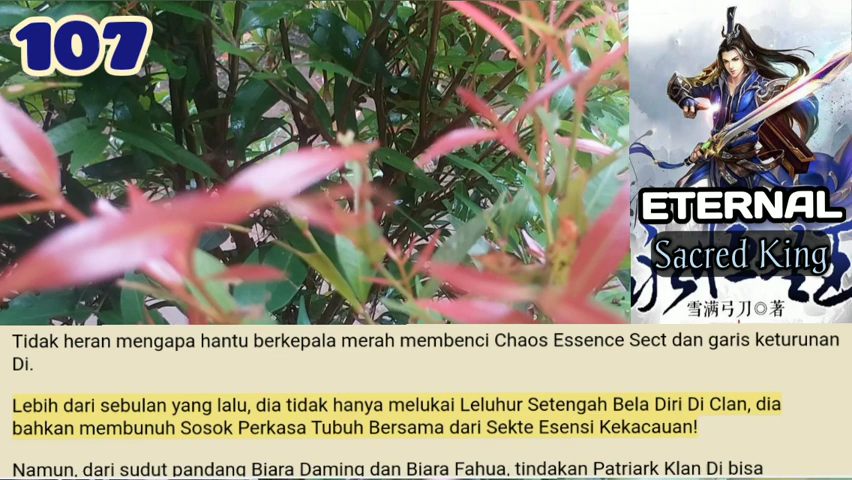 107
ETERNAL
Sacred King
雪满弓刀◎著
Tidak heran mengapa hantu berkepala merah membenci Chaos Essence Sect dan garis keturunan
Di.
Lebih dari sebulan yang lalu, dia tidak hanya melukai Leluhur Setengah Bela Diri Di Clan, dia
bahkan membunuh Sosok Perkasa Tubuh Bersama dari Sekte Esensi Kekacauan!
Namun, dari sudut pandang Biara Daming dan Biara Fahua, tindakan Patriark Klan Di bisa